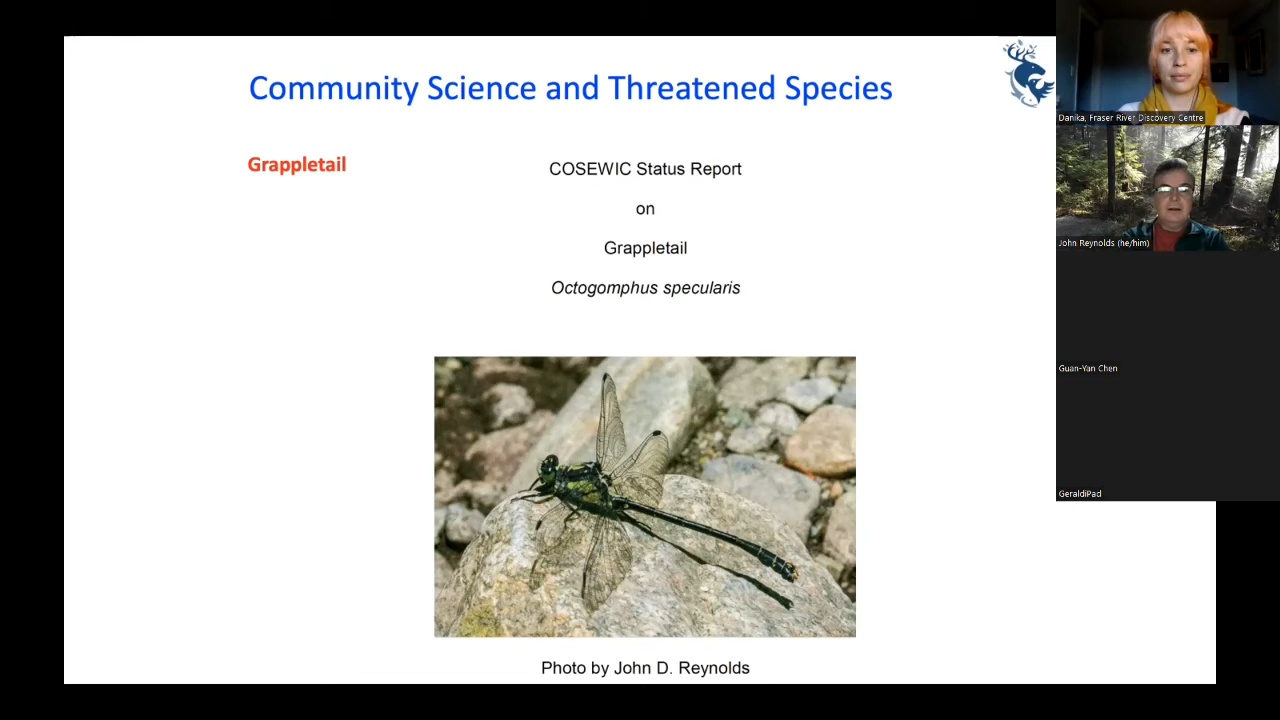 Community Science and Threatened Species
Grappletail
COSEWIC Status Report
on
Grappletail
Octogomphus specularis
Photo by John D. Reynolds
Danika, Fraser River Discovery Centre
John Reynolds (he/him)
Guan-Yan Chen
GeraldiPad